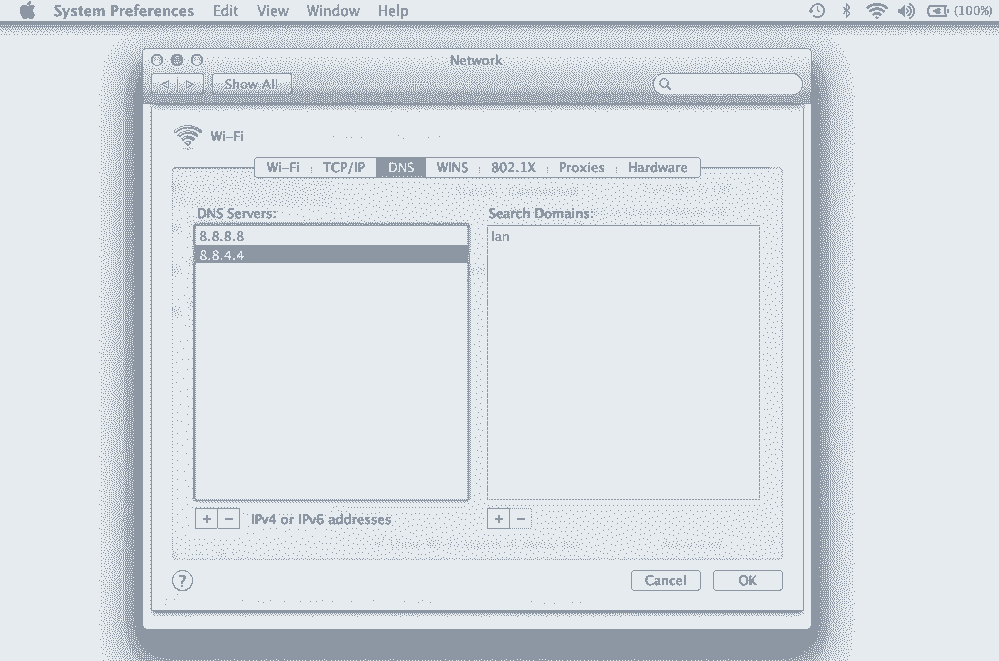 System Preferences Edit View Window Help (100%)
Network
Show All
Wi-Fi
Wi-Fi TCP/IP DNS WINS 802.1X Proxies Hardware
DNS Servers: Search Domains:
8.8.8.8 lan
8.8.4.4
+ − IPv4 or IPv6 addresses + −
? Cancel OK